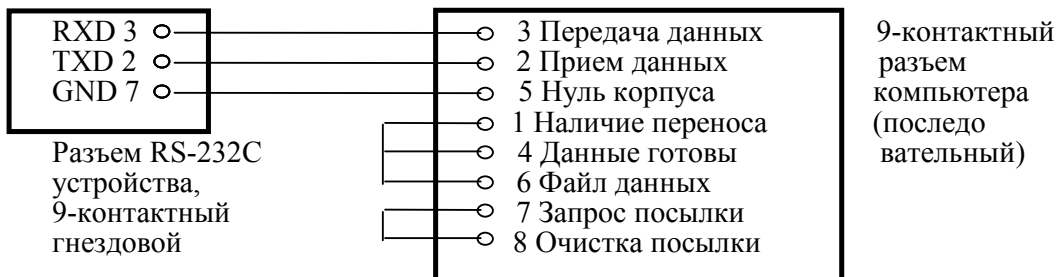 RXD 3
TXD 2
GND 7
Разъем RS-232C
устройства,
9-контактный
гнездовой
3 Передача данных
2 Прием данных
5 Нуль корпуса
1 Наличие переноса
4 Данные готовы
6 Файл данных
7 Запрос посылки
8 Очистка посылки
9-контактный
разъем
компьютера
(последо
вательный)